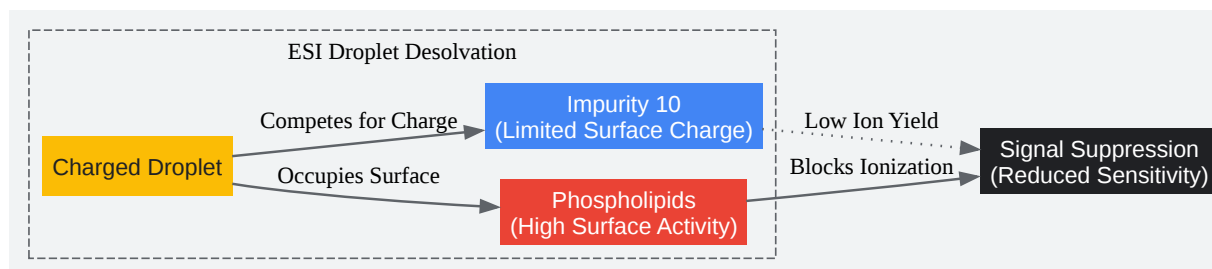 ESI Droplet Desolvation
Charged Droplet
Competes for Charge
Occupies Surface
Impurity 10
(Limited Surface Charge)
Phospholipids
(High Surface Activity)
Low Ion Yield
Blocks Ionization
Signal Suppression
(Reduced Sensitivity)